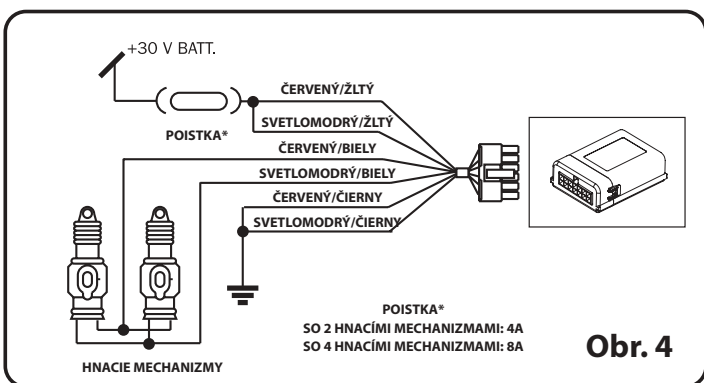 +30 V BATT.
POISTKA*
ČERVENÝ/ŽLTÝ
SVETLOMODRÝ/ŽLTÝ
ČERVENÝ/BIELY
SVETLOMODRÝ/BIELY
ČERVENÝ/ČIERNY
SVETLOMODRÝ/ČIERNY
HNACIE MECHANIZMY
POISTKA*
SO 2 HNACÍMI MECHANIZMAMI: 4A
SO 4 HNACÍMI MECHANIZMAMI: 8A
Obr. 4